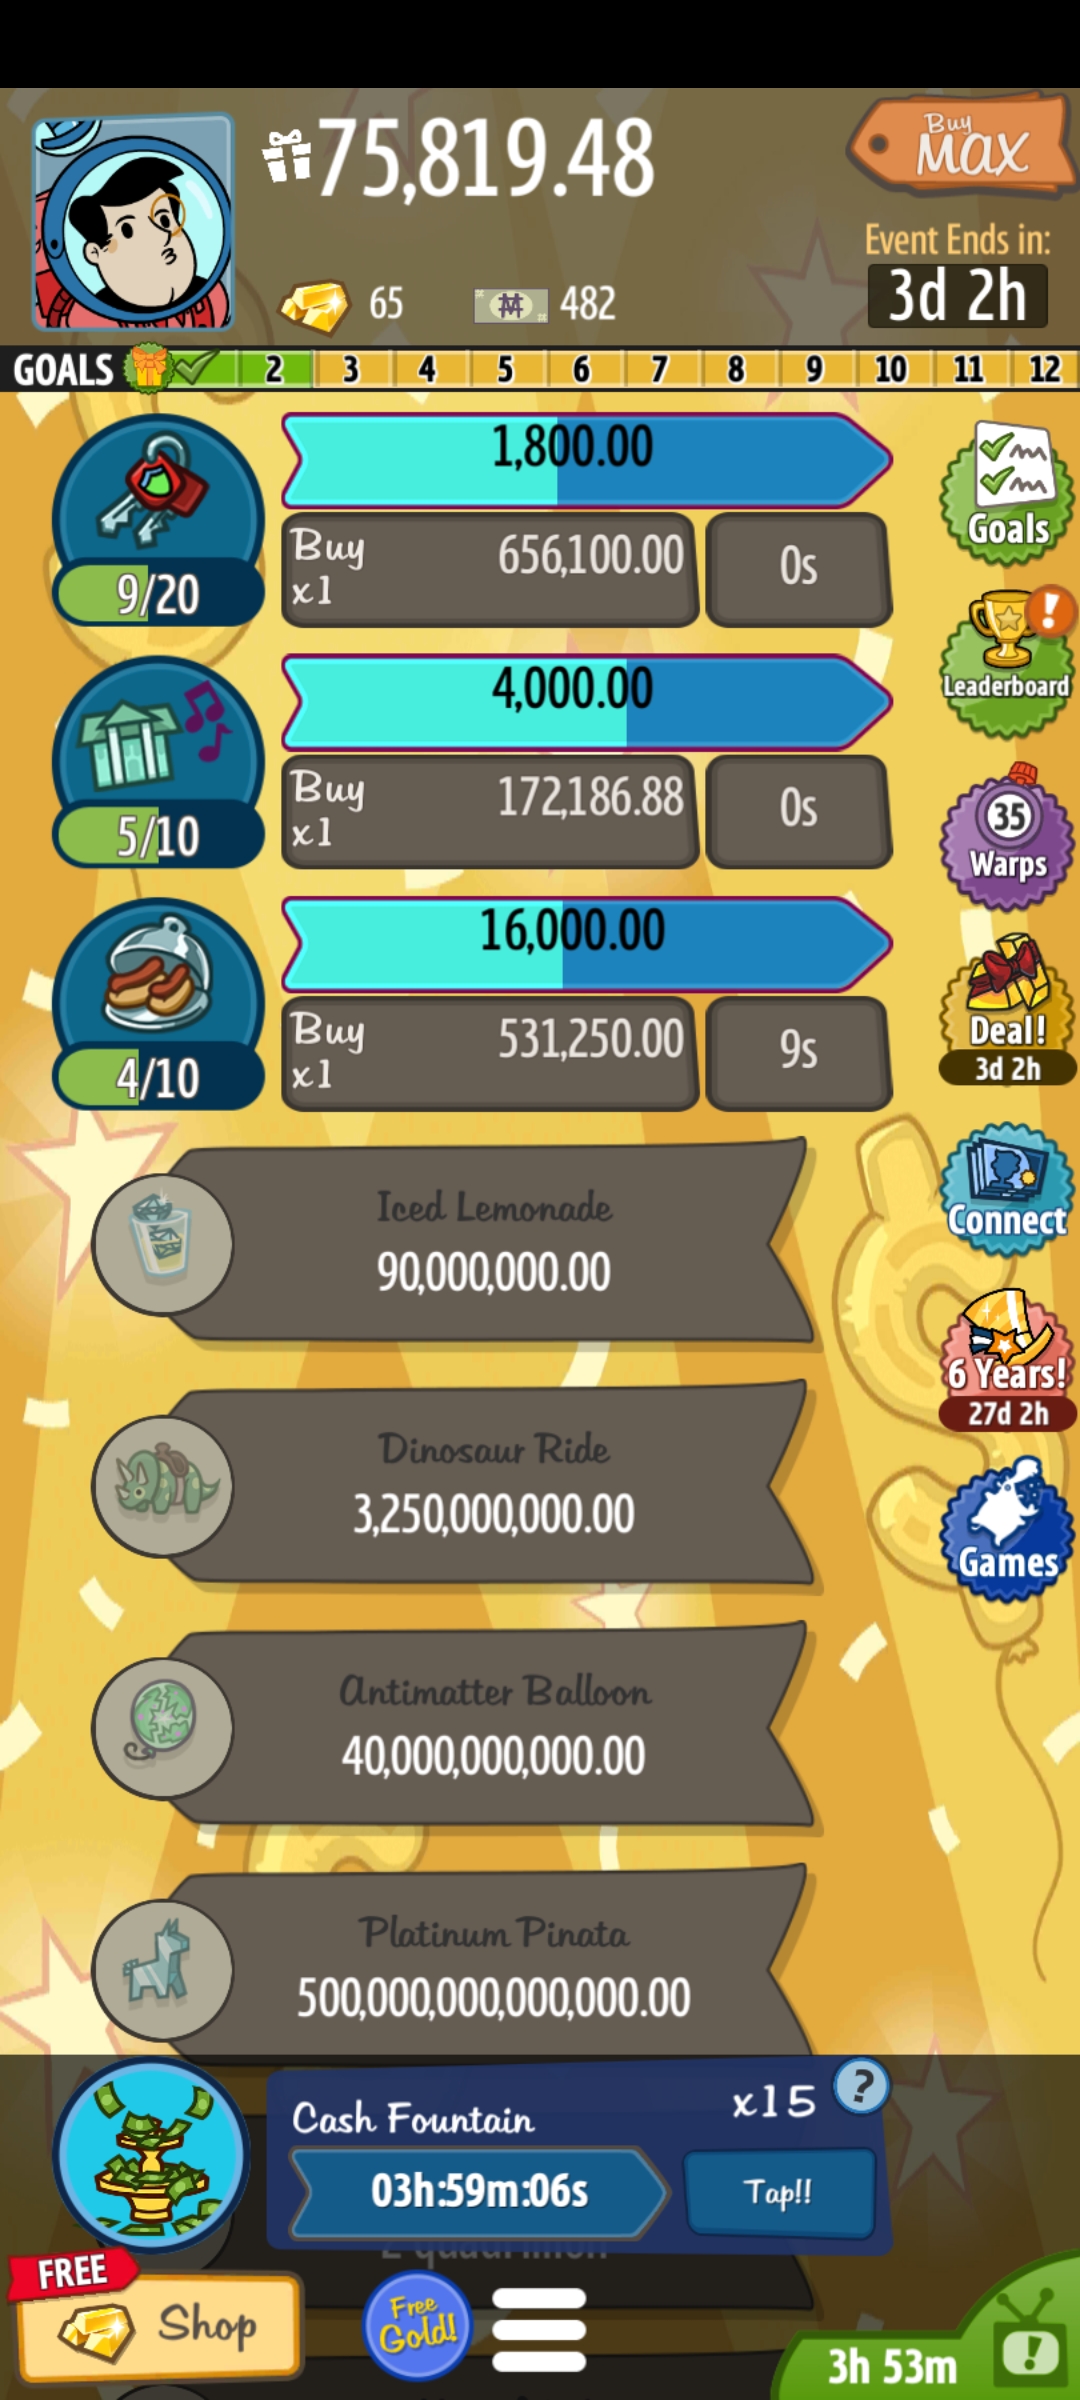 75,819.48
Buy
MAX
65
482
Event Ends in:
3d 2h
GOALS 2 3 4 5 6 7 8 9 10 11 12
1,800.00
Buy
x1
656,100.00
0s
9/20
4,000.00
Buy
x1
172,186.88
0s
5/10
16,000.00
Buy
x1
531,250.00
9s
4/10
Iced Lemonade
90,000,000.00
Dinosaur Ride
3,250,000,000.00
Antimatter Balloon
40,000,000,000.00
Platinum Pinata
500,000,000,000,000.00
Goals
!
Leaderboard
35
Warps
Deal!
3d 2h
Connect
6 Years!
27d 2h
Games
Cash Fountain
x15
?
03h:59m:06s
Tap!!
FREE
Shop
Free
Gold!
3h 53m
!